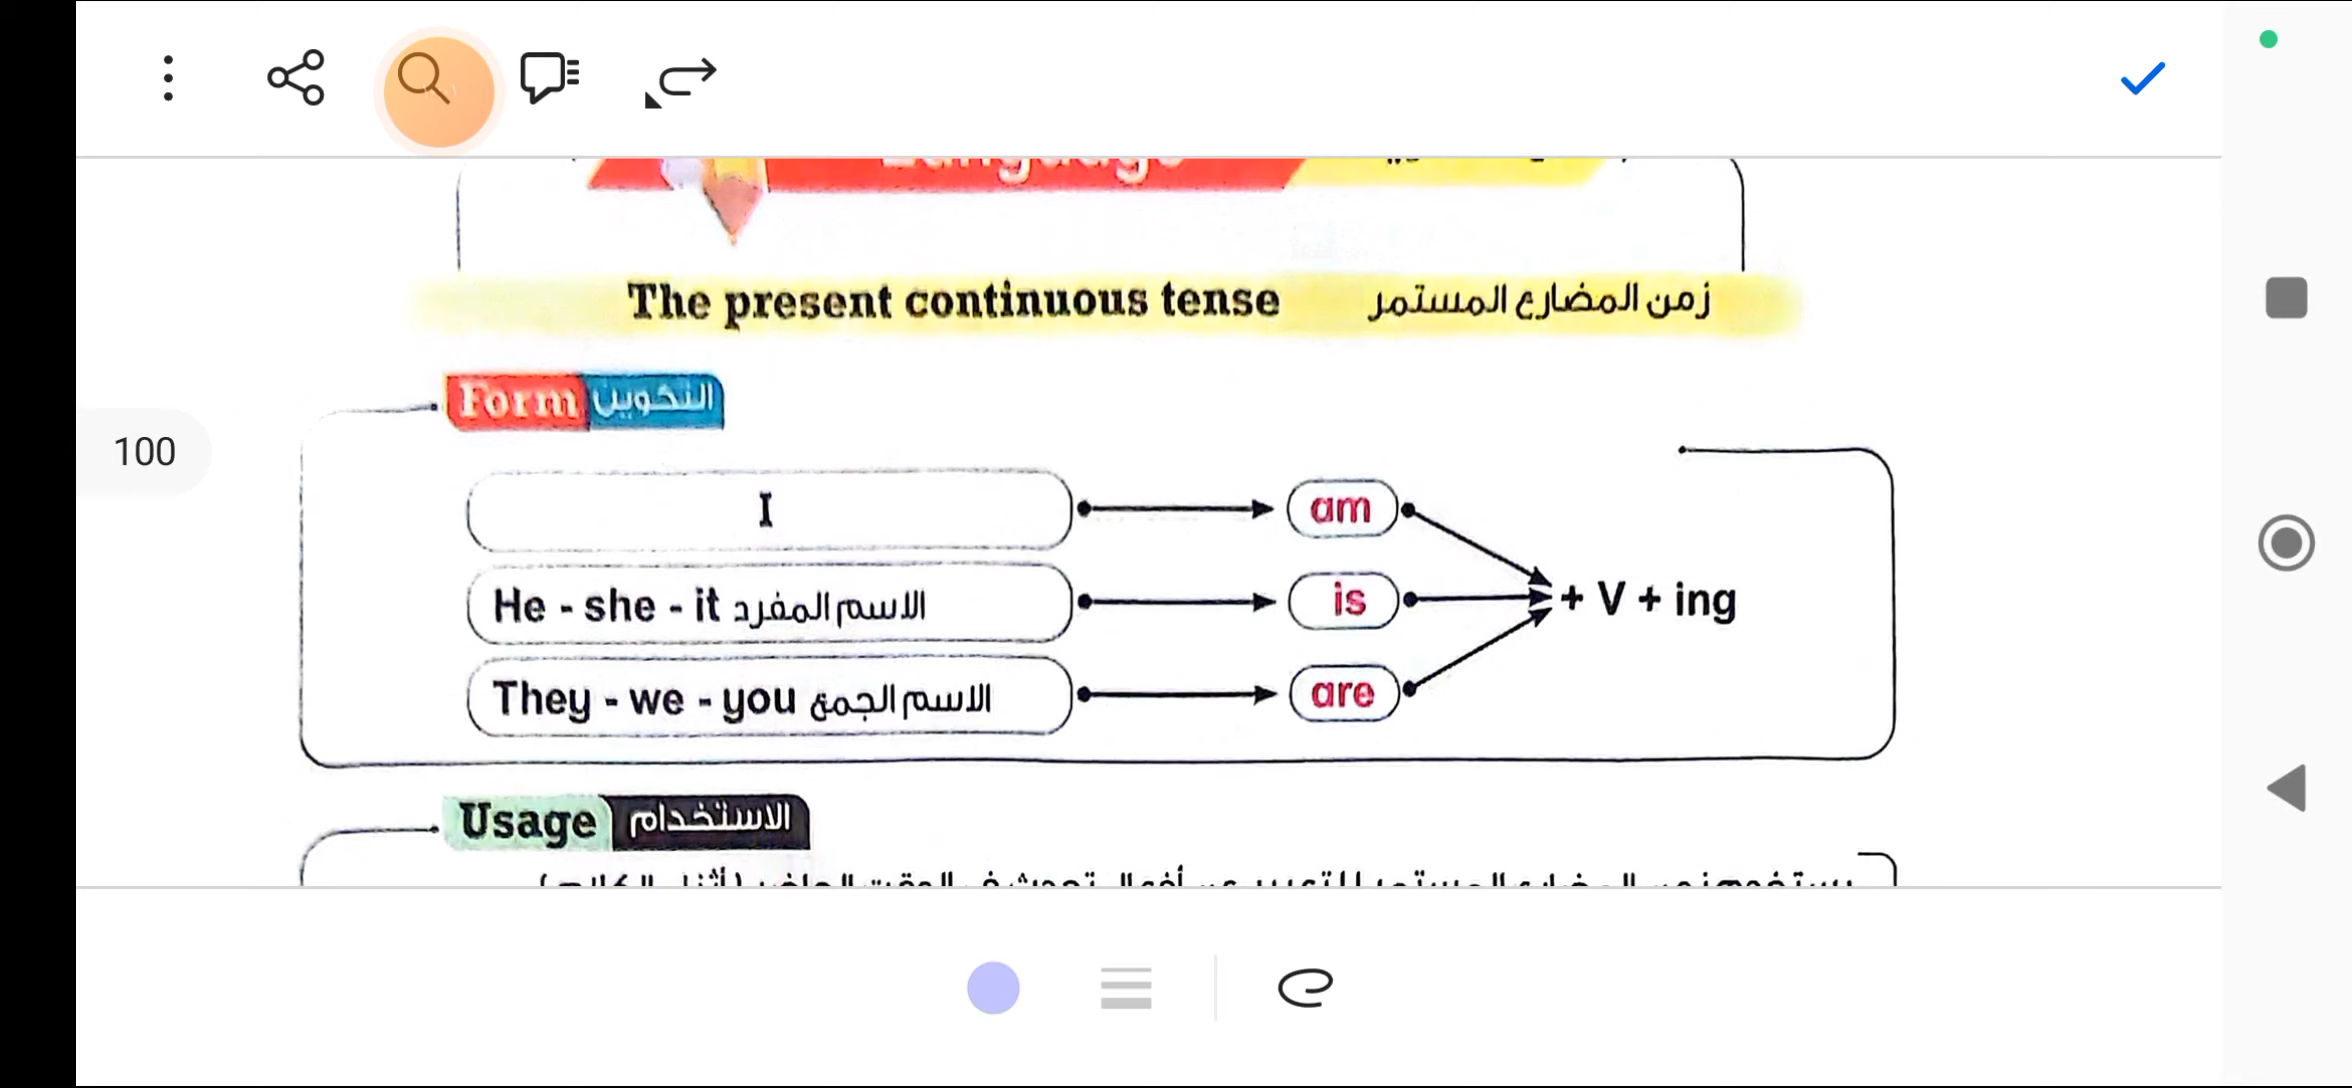 Language
The present continuous tense زمن المضارع المستمر
Form التكوين
100
I am
He - she - it الاسم المفرد is + V + ing
They - we - you الاسم الجمع are
Usage الاستخدام